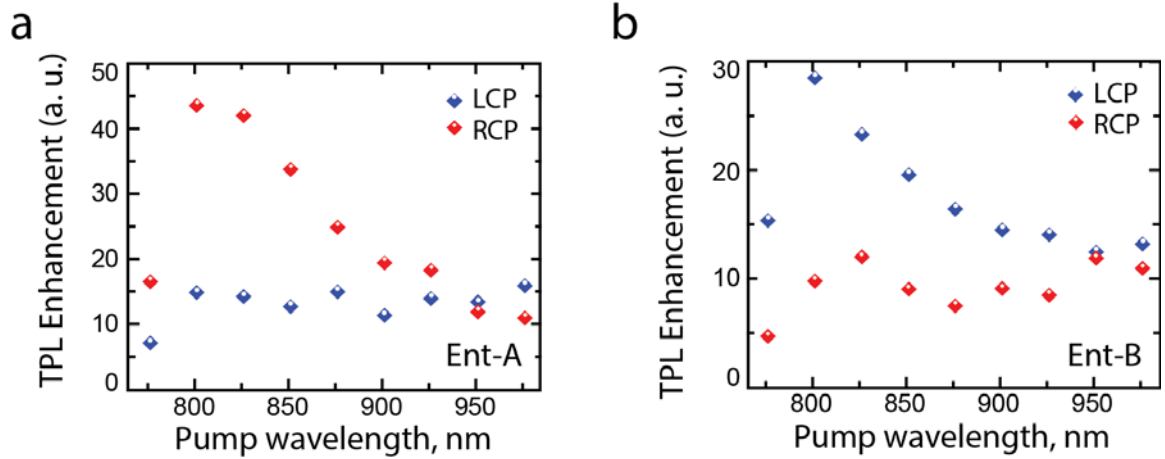 a
TPL Enhancement (a. u.)
50
40
30
20
10
0
LCP
RCP
Ent-A
800
850
900
950
Pump wavelength, nm
b
TPL Enhancement (a. u.)
30
20
10
0
LCP
RCP
Ent-B
800
850
900
950
Pump wavelength, nm